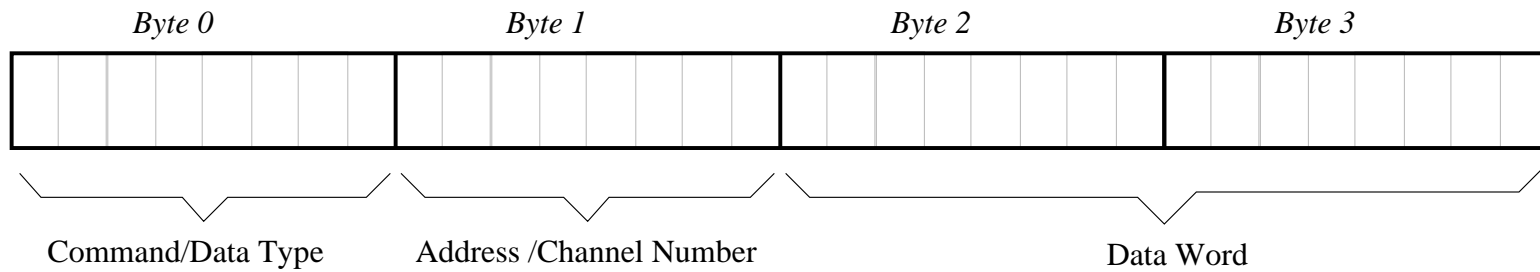 Byte 0 Byte 1 Byte 2 Byte 3
Command/Data Type Address /Channel Number Data Word